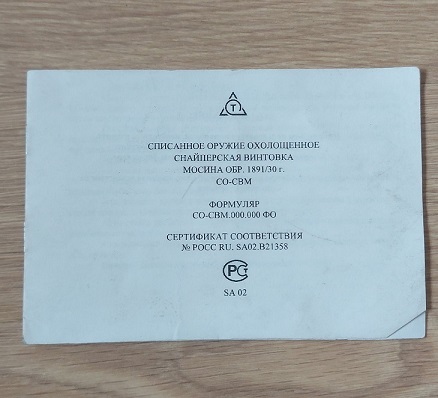 Т
СПИСАННОЕ ОРУЖИЕ ОХОЛОЩЕННОЕ
СНАЙПЕРСКАЯ ВИНТОВКА
МОСИНА ОБР. 1891/30 г.
СО-СВМ
ФОРМУЛЯР
СО-СВМ.000.000 ФО
СЕРТИФИКАТ СООТВЕТСТВИЯ
№ РОСС RU. SA02.B21358
РСТ
SA 02